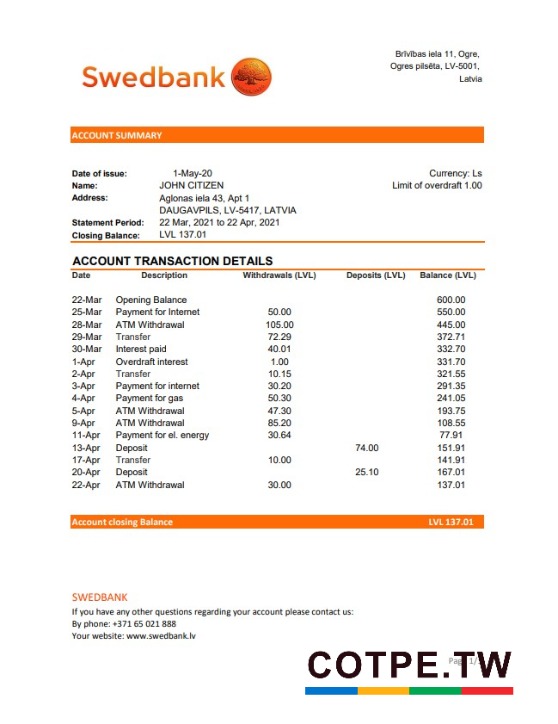 Brīvības iela 11, Ogre,
Ogres pilsēta, LV-5001,
Latvia
Swedbank
ACCOUNT SUMMARY
Date of issue: 1-May-20 Currency: Ls
Name: JOHN CITIZEN Limit of overdraft 1.00
Address: Aglonas iela 43, Apt 1
DAUGAVPILS, LV-5417, LATVIA
Statement Period: 22 Mar, 2021 to 22 Apr, 2021
Closing Balance: LVL 137.01
ACCOUNT TRANSACTION DETAILS
Date Description Withdrawals (LVL) Deposits (LVL) Balance (LVL)
22-Mar Opening Balance 600.00
25-Mar Payment for Internet 50.00 550.00
28-Mar ATM Withdrawal 105.00 445.00
29-Mar Transfer 72.29 372.71
30-Mar Interest paid 40.01 332.70
1-Apr Overdraft interest 1.00 331.70
2-Apr Transfer 10.15 321.55
3-Apr Payment for internet 30.20 291.35
4-Apr Payment for gas 50.30 241.05
5-Apr ATM Withdrawal 47.30 193.75
9-Apr ATM Withdrawal 85.20 108.55
11-Apr Payment for el. energy 30.64 77.91
13-Apr Deposit 74.00 151.91
17-Apr Transfer 10.00 141.91
20-Apr Deposit 25.10 167.01
22-Apr ATM Withdrawal 30.00 137.01
Account closing Balance LVL 137.01
SWEDBANK
If you have any other questions regarding your account please contact us:
By phone: +371 65 021 888
Your website: www.swedbank.lv
COTPE.TW